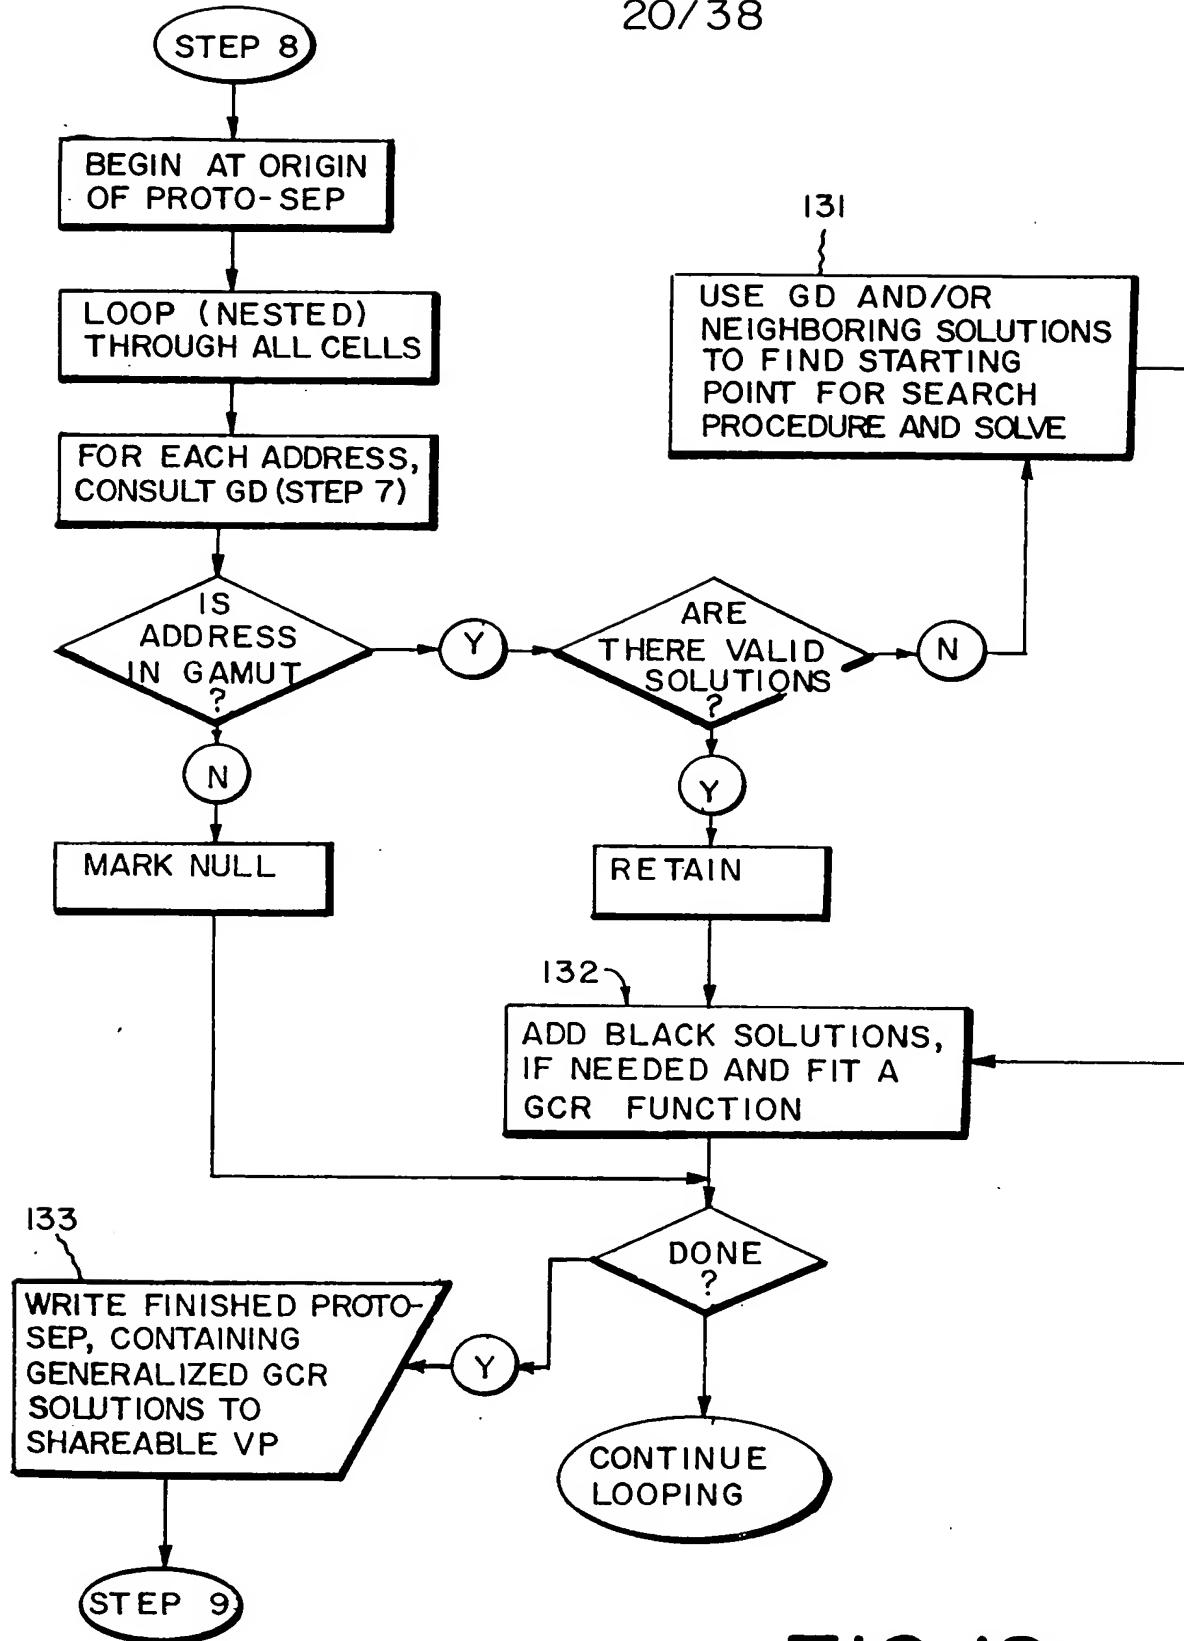 20/38
STEP 8
BEGIN AT ORIGIN
OF PROTO-SEP
LOOP (NESTED)
THROUGH ALL CELLS
FOR EACH ADDRESS,
CONSULT GD (STEP 7)
IS
ADDRESS
IN GAMUT
?
Y
ARE
THERE VALID
SOLUTIONS
?
N
131
USE GD AND/OR
NEIGHBORING SOLUTIONS
TO FIND STARTING
POINT FOR SEARCH
PROCEDURE AND SOLVE
N
MARK NULL
Y
RETAIN
132
ADD BLACK SOLUTIONS,
IF NEEDED AND FIT A
GCR FUNCTION
DONE
?
Y
133
WRITE FINISHED PROTO-
SEP, CONTAINING
GENERALIZED GCR
SOLUTIONS TO
SHAREABLE VP
CONTINUE
LOOPING
STEP 9